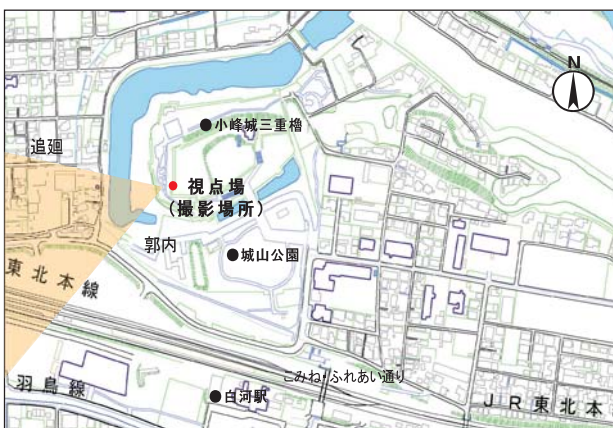 N
●小峰城三重櫓
追廻
視点場
(撮影場所)
郭内
●城山公園
東北本線
こみね・ふれあい通り
羽鳥線
●白河駅
JR東北本